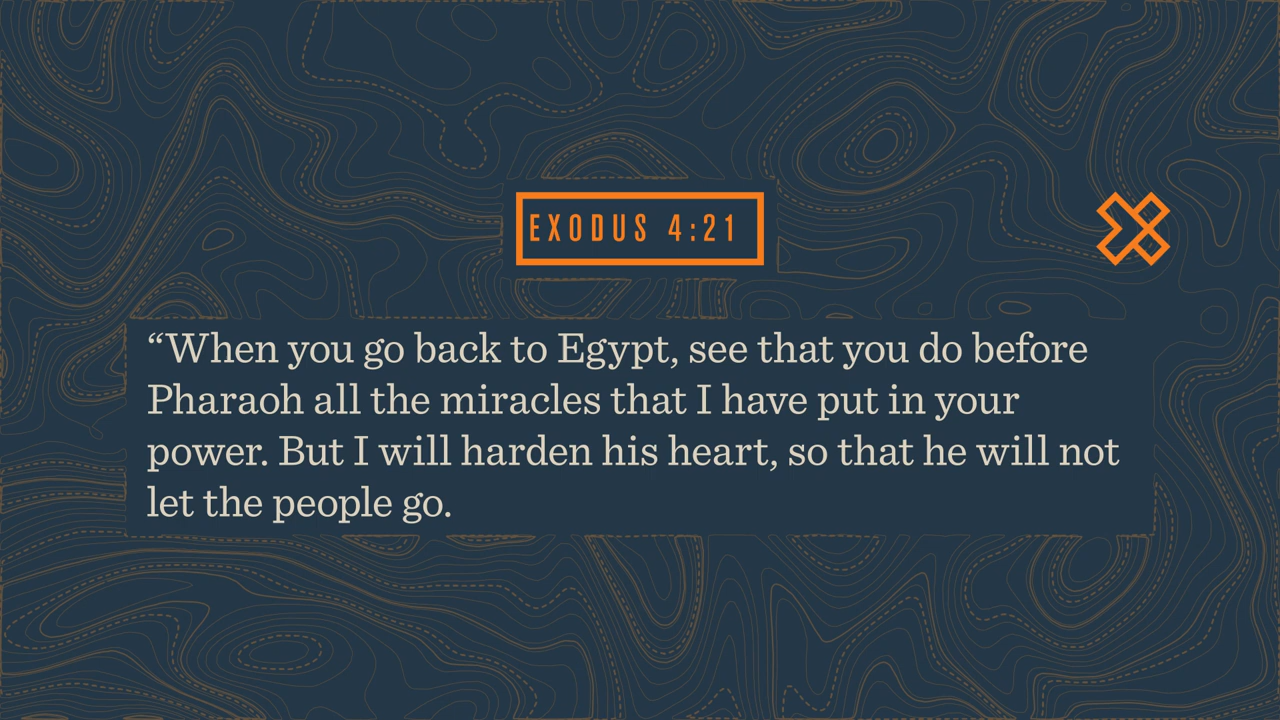 EXODUS 4:21
“When you go back to Egypt, see that you do before
Pharaoh all the miracles that I have put in your
power. But I will harden his heart, so that he will not
let the people go.